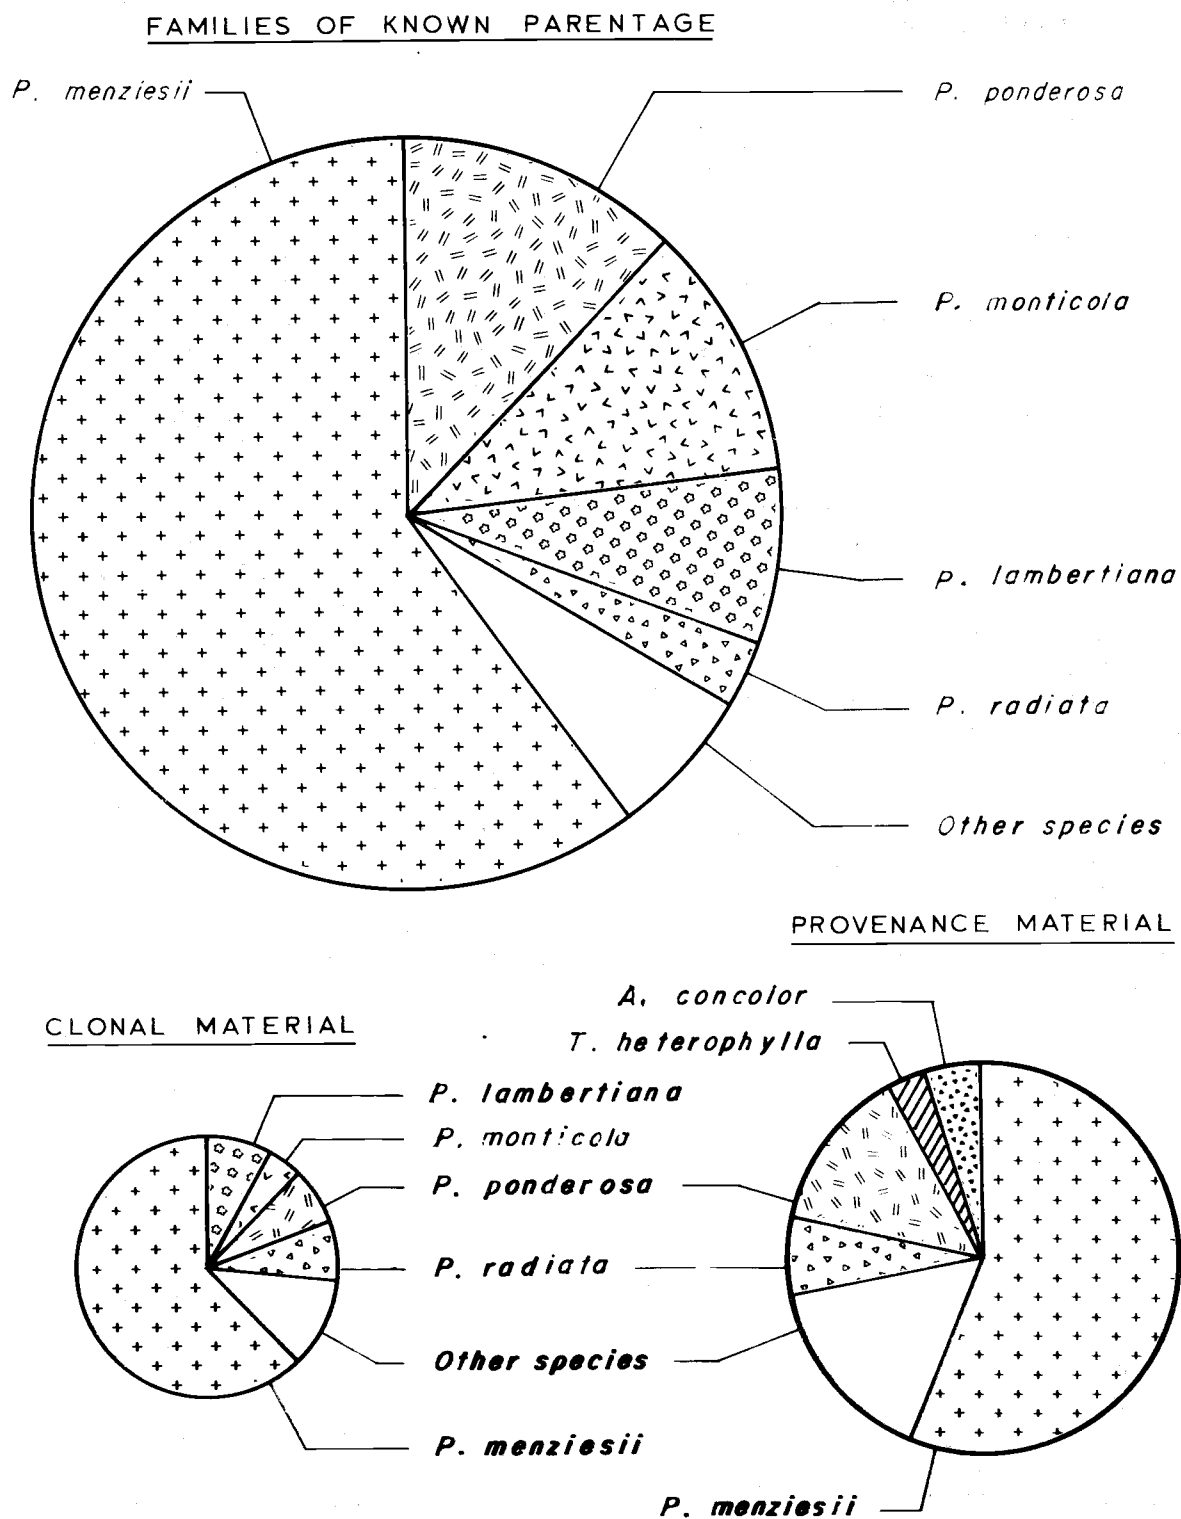 FAMILIES OF KNOWN PARENTAGE
P. menziesii
P. ponderosa
P. monticola
P. lambertiana
P. radiata
Other species
PROVENANCE MATERIAL
A. concolor
CLONAL MATERIAL
T. heterophylla
P. lambertiana
P. monticola
P. ponderosa
P. radiata
Other species
P. menziesii
P. menziesii